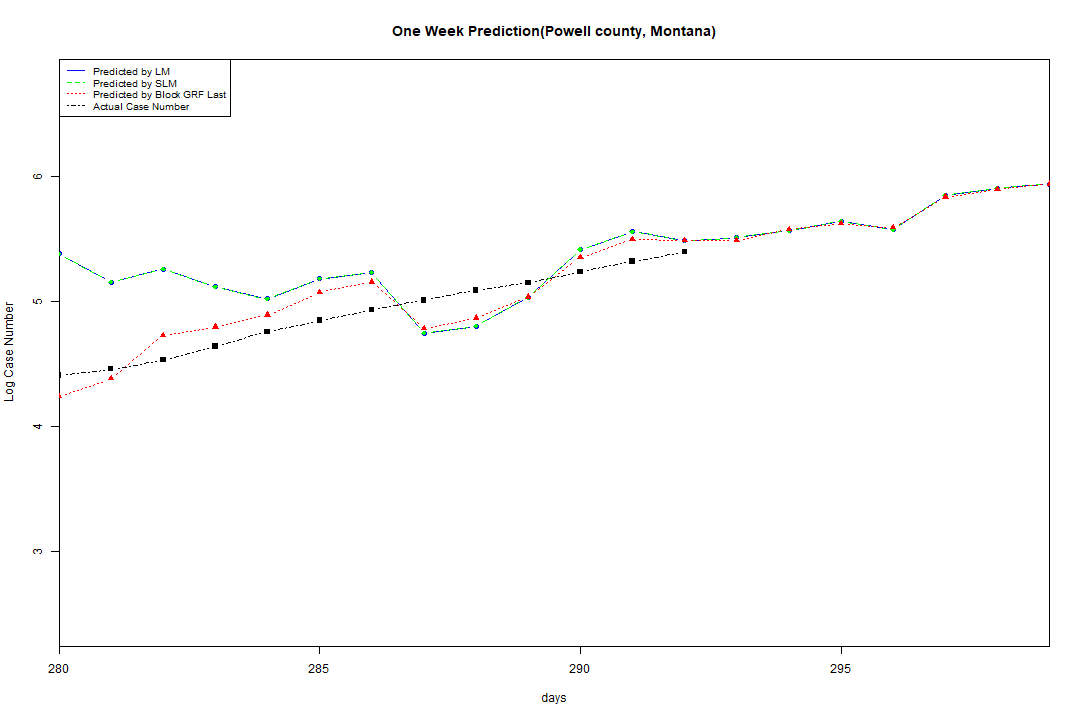 One Week Prediction(Powell county, Montana)
Predicted by LM
Predicted by SLM
Predicted by Block GRF Last
Actual Case Number
6
5
4
3
Log Case Number
280 285 290 295
days